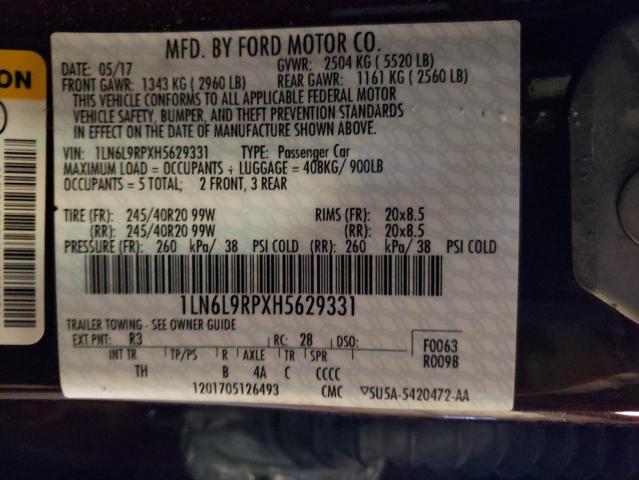 ON
MFD. BY FORD MOTOR CO.
DATE: 05/17 GVWR: 2504 KG ( 5520 LB)
FRONT GAWR: 1343 KG ( 2960 LB) REAR GAWR: 1161 KG ( 2560 LB)
THIS VEHICLE CONFORMS TO ALL APPLICABLE FEDERAL MOTOR
VEHICLE SAFETY, BUMPER, AND THEFT PREVENTION STANDARDS
IN EFFECT ON THE DATE OF MANUFACTURE SHOWN ABOVE.
VIN: 1LN6L9RPXH5629331 TYPE: Passenger Car
MAXIMUM LOAD = OCCUPANTS + LUGGAGE = 408KG/ 900LB
OCCUPANTS = 5 TOTAL; 2 FRONT, 3 REAR
TIRE (FR): 245/40R20 99W RIMS (FR): 20x8.5
(RR): 245/40R20 99W (RR): 20x8.5
PRESSURE (FR): 260 kPa/ 38 PSI COLD (RR): 260 kPa/ 38 PSI COLD
1LN6L9RPXH5629331
TRAILER TOWING - SEE OWNER GUIDE
EXT PNT: R3 RC: 28 DSO: F0063
INT TR TP/PS R AXLE TR SPR R0098
TH B 4A C CCCC
1201705126493 CMC ▽5U5A-5420472-AA